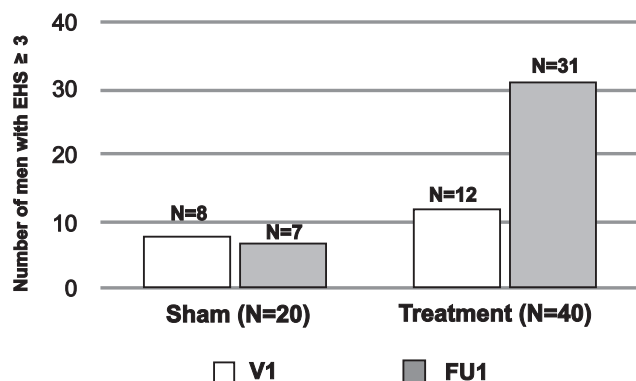 Number of men with EHS ≥ 3
40
30
20
10
0
N=8
N=7
N=12
N=31
Sham (N=20)
Treatment (N=40)
V1
FU1